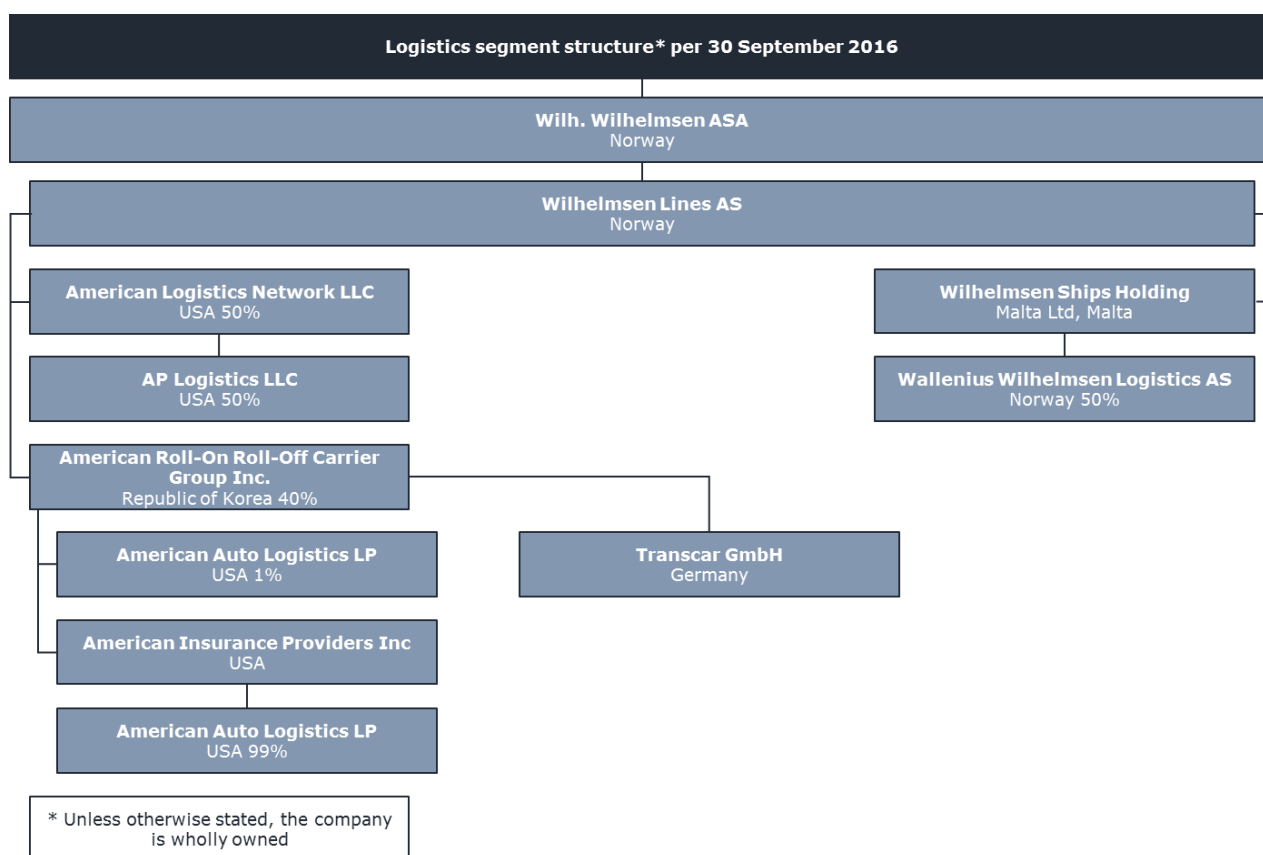 Logistics segment structure* per 30 September 2016
Wilh. Wilhelmsen ASA
Norway
Wilhelmsen Lines AS
Norway
American Logistics Network LLC
USA 50%
AP Logistics LLC
USA 50%
American Roll-On Roll-Off Carrier
Group Inc.
Republic of Korea 40%
American Auto Logistics LP
USA 1%
American Insurance Providers Inc
USA
American Auto Logistics LP
USA 99%
Transcar GmbH
Germany
Wilhelmsen Ships Holding
Malta Ltd, Malta
Wallenius Wilhelmsen Logistics AS
Norway 50%
* Unless otherwise stated, the company
is wholly owned